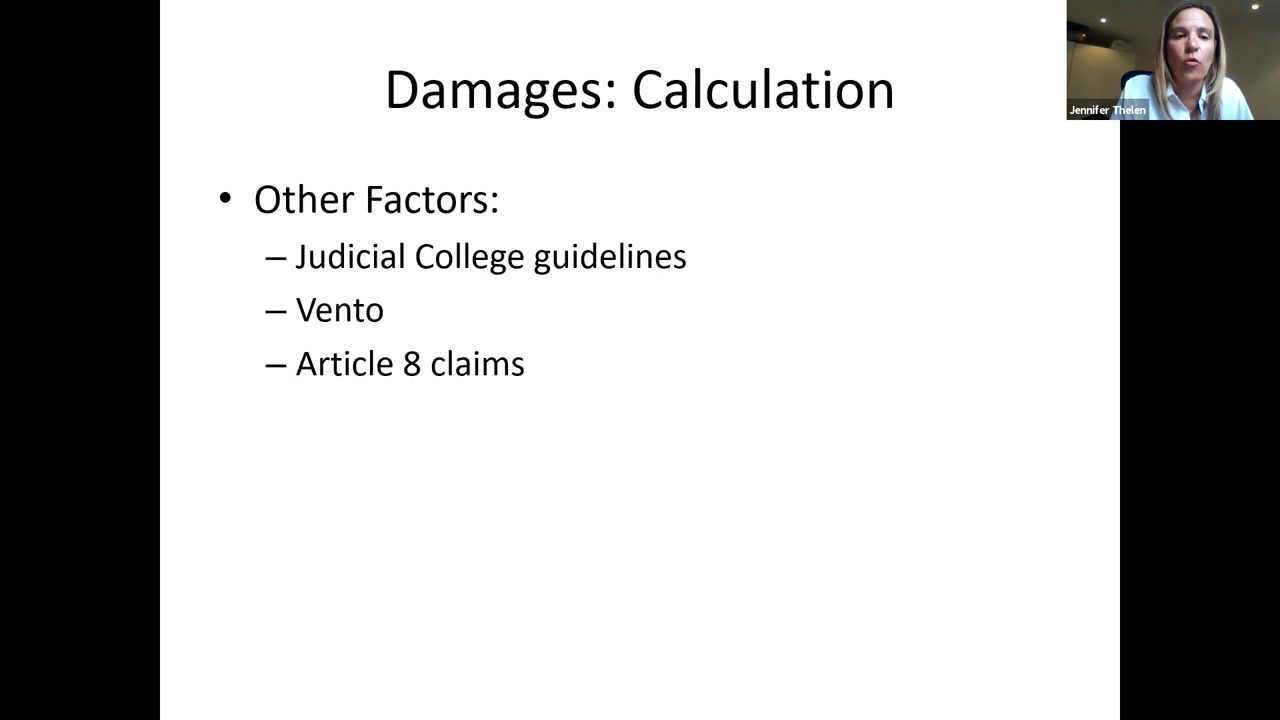 Damages: Calculation
Jennifer Thelen
• Other Factors:
– Judicial College guidelines
– Vento
– Article 8 claims